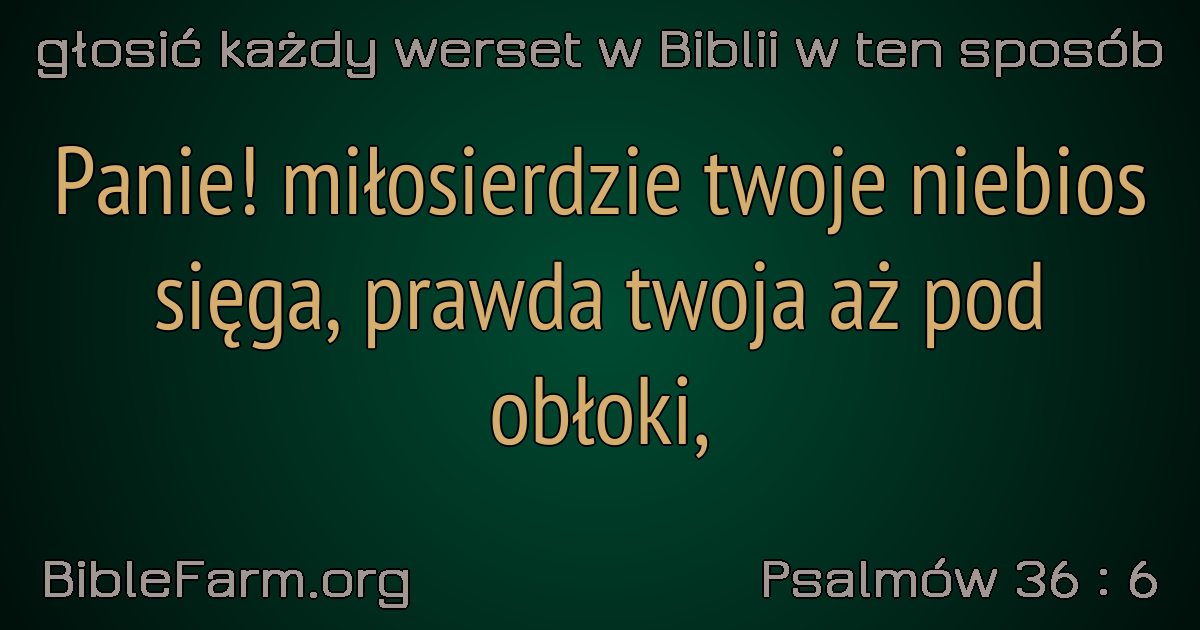 głosić każdy werset w Biblii w ten sposób
Panie! miłosierdzie twoje niebios
sięga, prawda twoja aż pod
obłoki,
BibleFarm.org
Psalmów 36 : 6